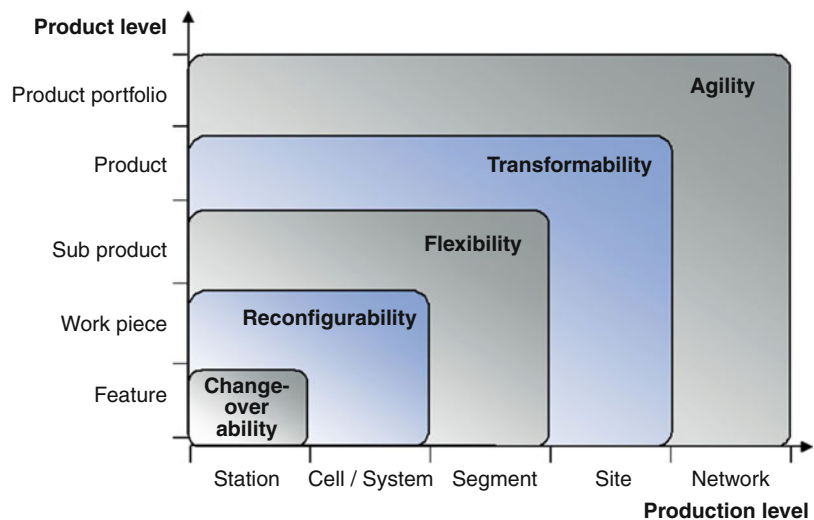 Product level
Product portfolio
Agility
Product
Transformability
Sub product
Flexibility
Work piece
Reconfigurability
Feature
Change-
over
ability
Station
Cell / System
Segment
Site
Network
Production level